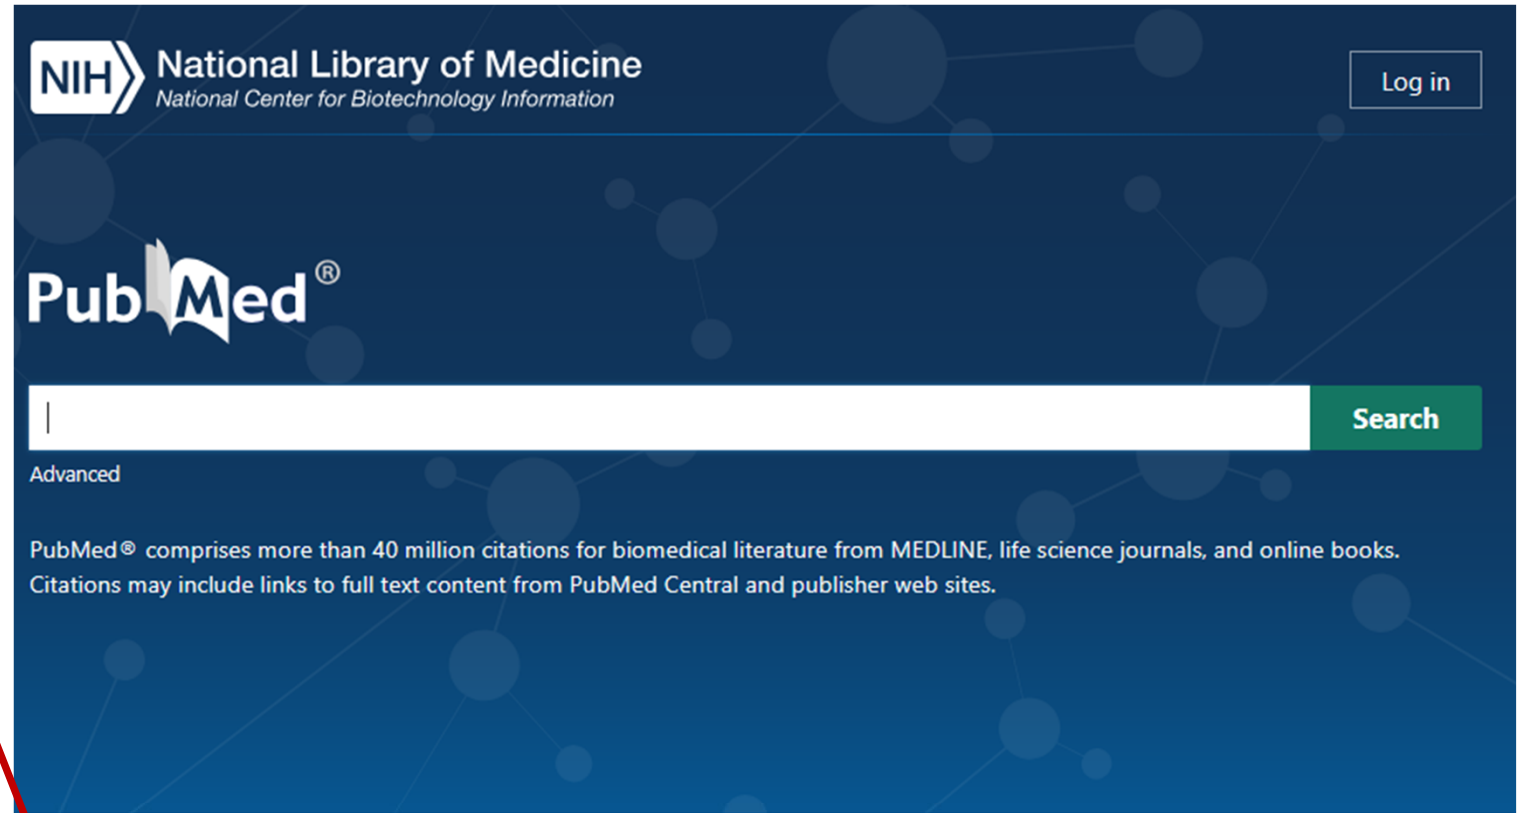 NIH
National Library of Medicine
National Center for Biotechnology Information
Log in
PubMed®
Search
Advanced
PubMed® comprises more than 40 million citations for biomedical literature from MEDLINE, life science journals, and online books.
Citations may include links to full text content from PubMed Central and publisher web sites.